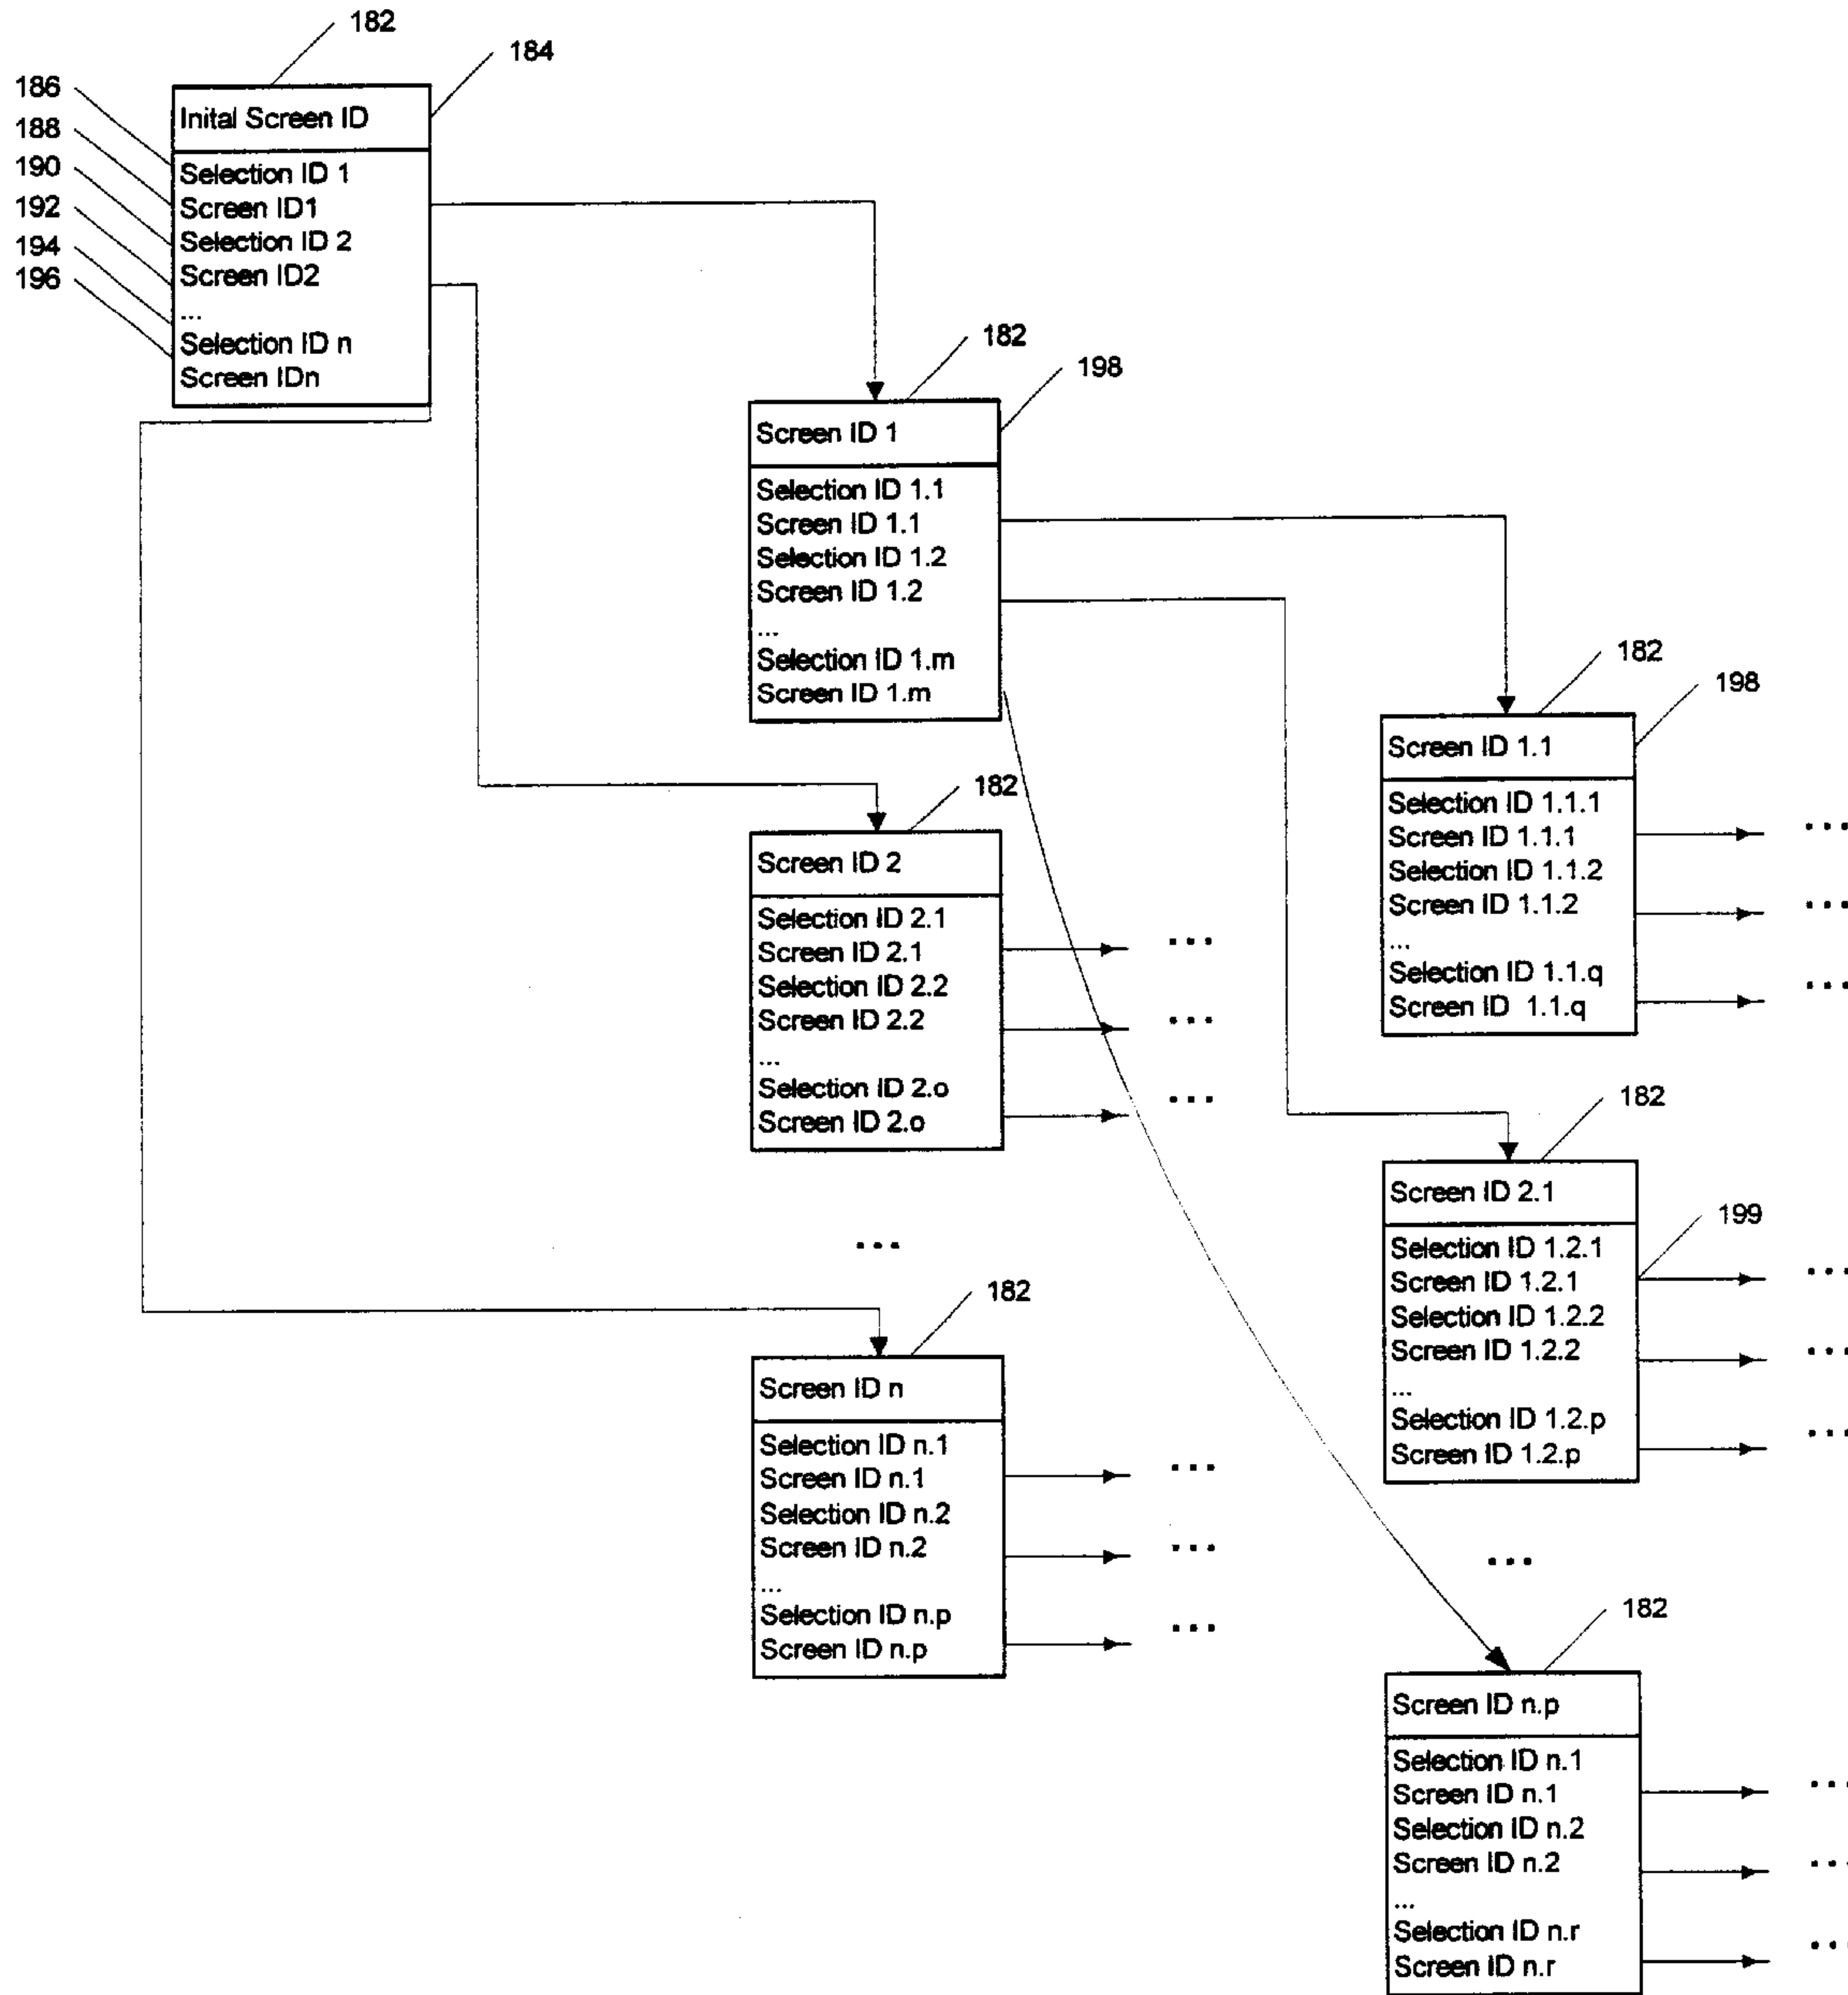 182
184
186
188
190
192
194
196
Inital Screen ID
Selection ID 1
Screen ID1
Selection ID 2
Screen ID2
...
Selection ID n
Screen IDn
182
198
Screen ID 1
Selection ID 1.1
Screen ID 1.1
Selection ID 1.2
Screen ID 1.2
...
Selection ID 1.m
Screen ID 1.m
182
198
Screen ID 1.1
Selection ID 1.1.1
Screen ID 1.1.1
Selection ID 1.1.2
Screen ID 1.1.2
...
Selection ID 1.1.q
Screen ID 1.1.q
...
...
...
182
Screen ID 2
Selection ID 2.1
Screen ID 2.1
Selection ID 2.2
Screen ID 2.2
...
Selection ID 2.o
Screen ID 2.o
...
...
...
182
199
Screen ID 2.1
Selection ID 1.2.1
Screen ID 1.2.1
Selection ID 1.2.2
Screen ID 1.2.2
...
Selection ID 1.2.p
Screen ID 1.2.p
...
...
...
...
182
Screen ID n
Selection ID n.1
Screen ID n.1
Selection ID n.2
Screen ID n.2
...
Selection ID n.p
Screen ID n.p
...
...
...
...
182
Screen ID n.p
Selection ID n.1
Screen ID n.1
Selection ID n.2
Screen ID n.2
...
Selection ID n.r
Screen ID n.r
...
...
...